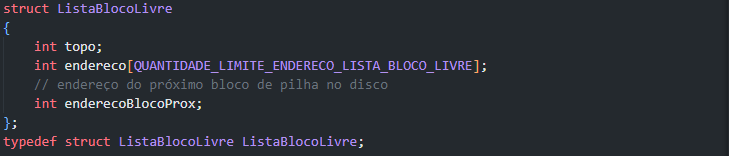 struct ListaBlocoLivre
{
    int topo;
    int endereco[QUANTIDADE_LIMITE_ENDERECO_LISTA_BLOCO_LIVRE];
    // endereço do próximo bloco de pilha no disco
    int enderecoBlocoProx;
};
typedef struct ListaBlocoLivre ListaBlocoLivre;